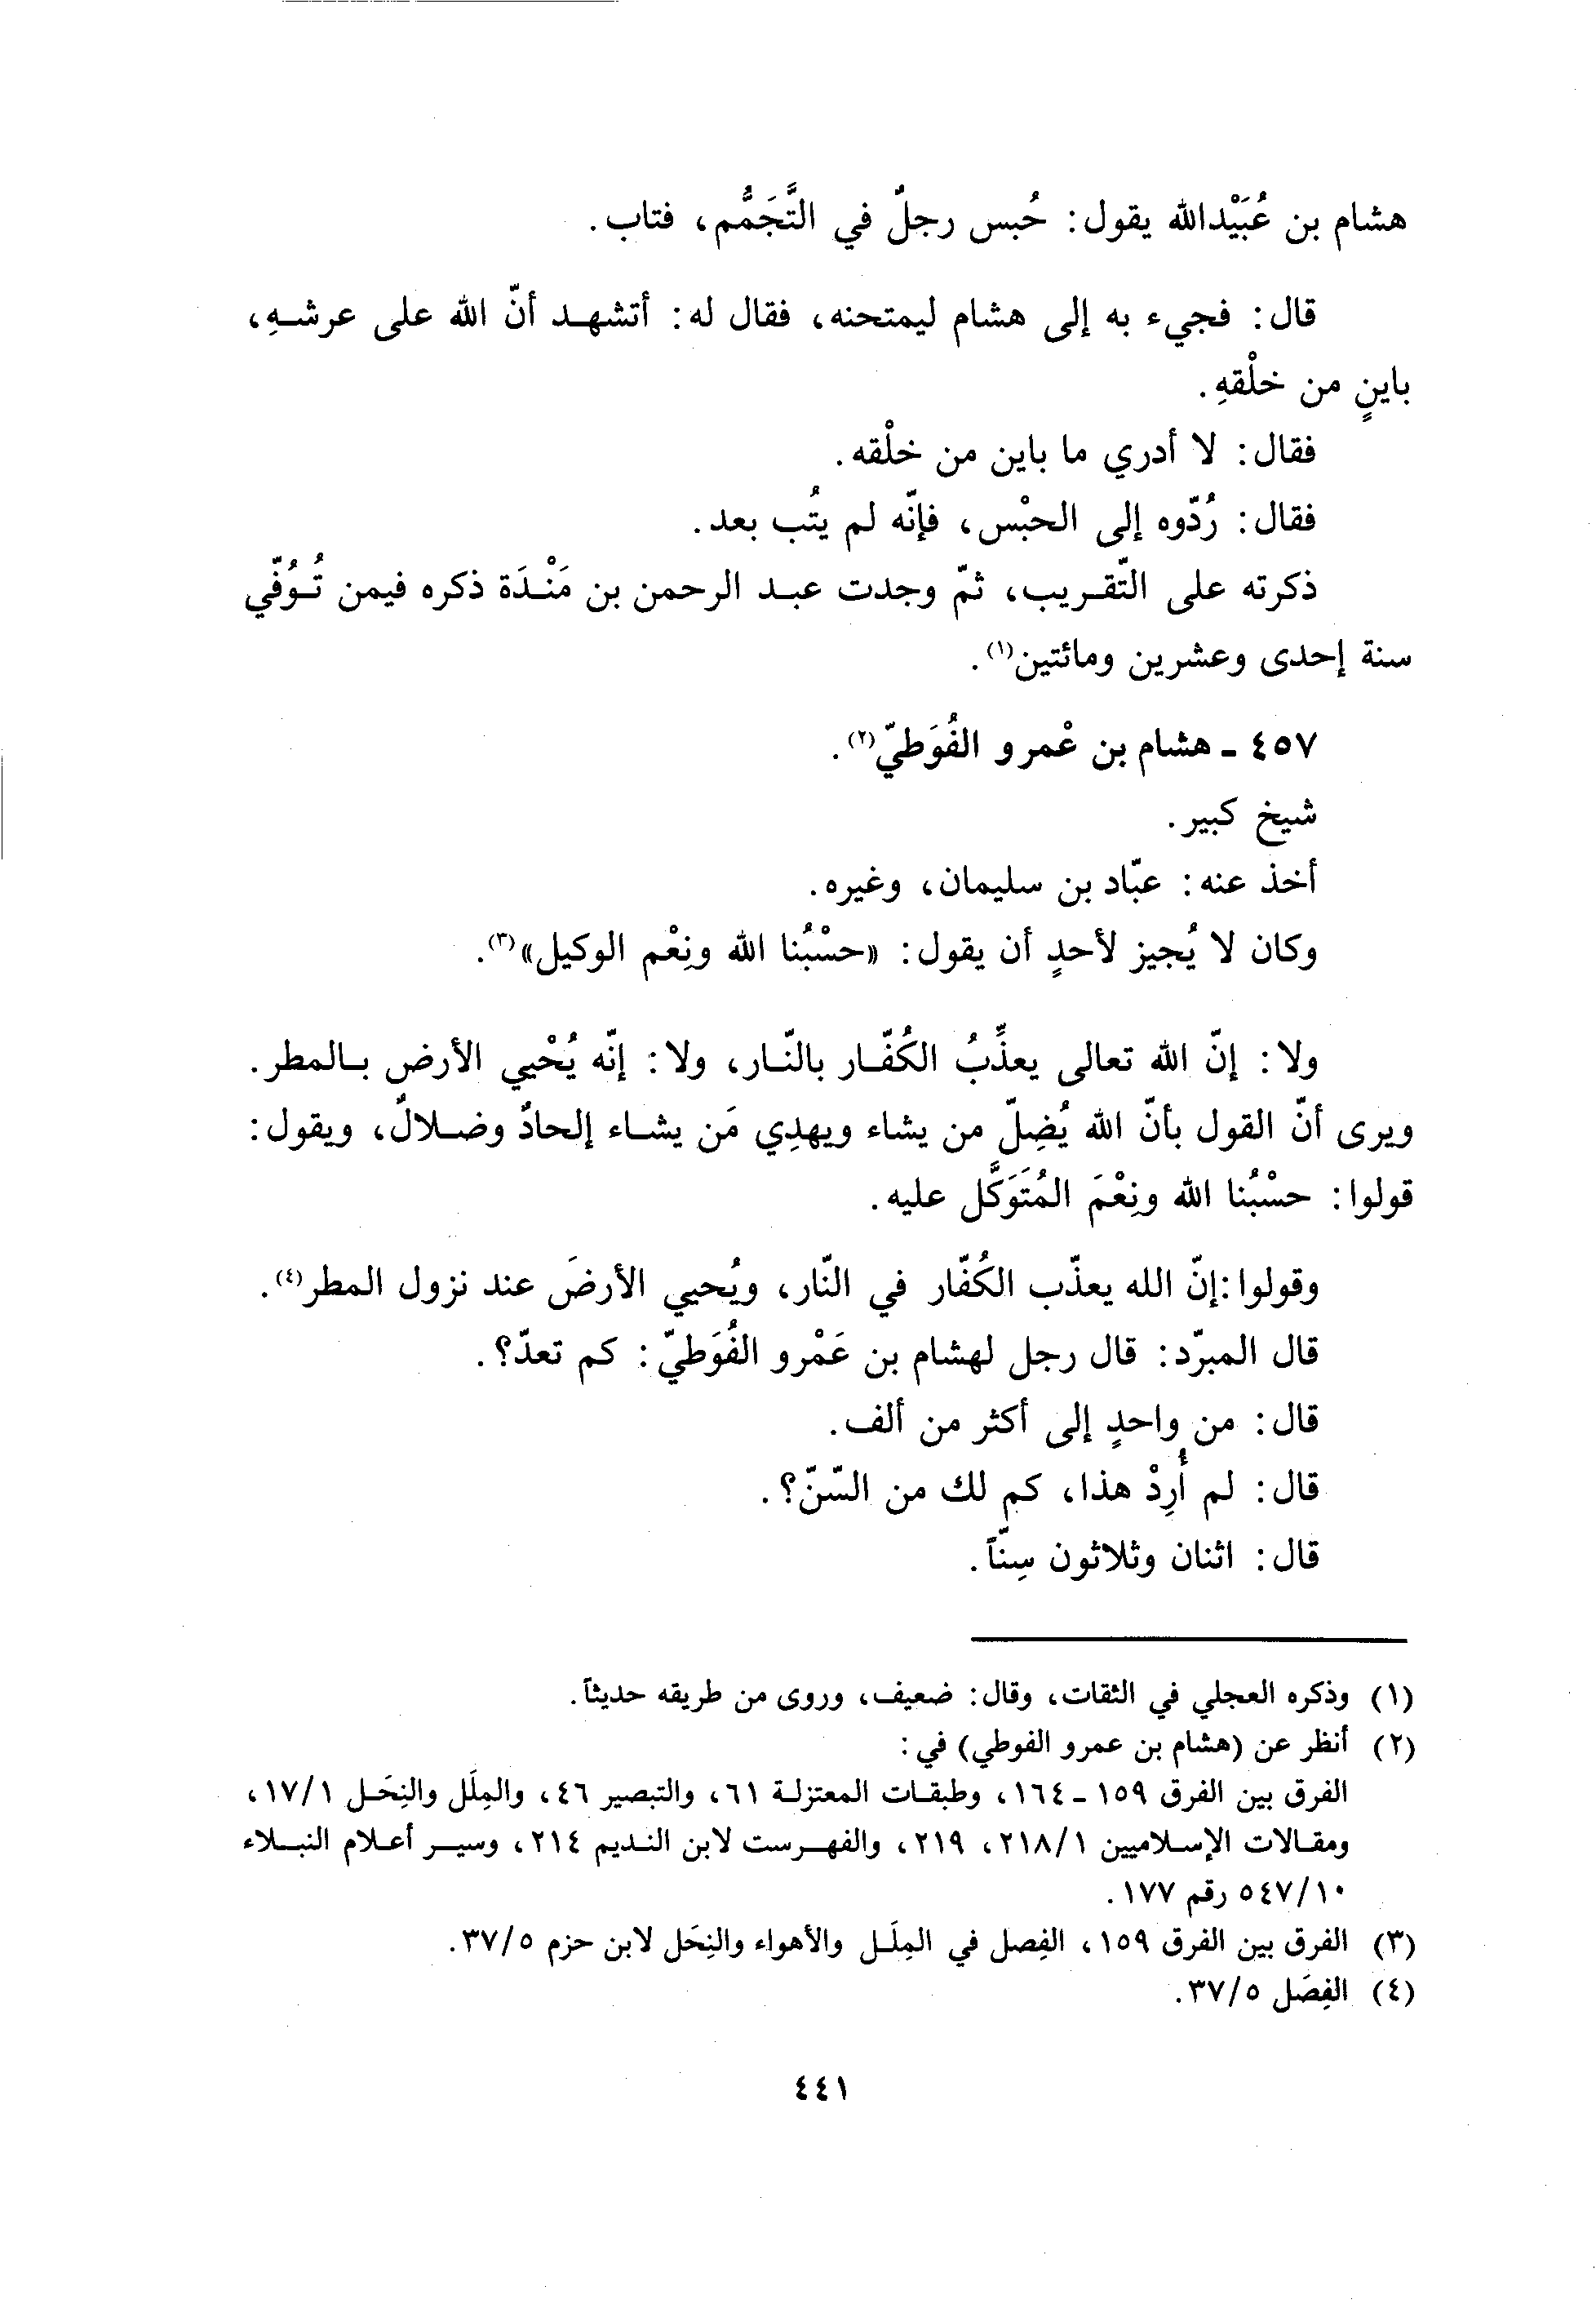 هشام بن عُبَيْدالله يقول: حُبس رجلٌ في التَّجَمُّم، فتاب.
قال: فجيء به إلى هشام ليمتحنه، فقال له: أتشهد أنّ الله على عرشهِ،
باينٍ من خلْقهِ.
فقال: لا أدري ما باين من خلْقه.
فقال: رُدّوه إلى الحبْس، فإنّه لم يتُب بعد.
ذكرته على التّقريب، ثمّ وجدت عبد الرحمن بن مَنْدَة ذكره فيمن تُوُفّي
سنة إحدى وعشرين ومائتين(١).
٤٥٧ - هشام بن عْمرو الفُوَطيّ(٢).
شيخ كبير.
أخذ عنه: عبّاد بن سليمان، وغيره.
وكان لا يُجيز لأحدٍ أن يقول: «حسْبُنا الله ونِعْم الوكيل»(٣).
ولا: إنّ الله تعالى يعذِّبُ الكُفّار بالنّار، ولا: إنّه يُحْيي الأرض بالمطر.
ويرى أنّ القول بأنّ الله يُضِلّ من يشاء ويهدِي مَن يشاء إلحادٌ وضلالٌ، ويقول:
قولوا: حسْبُنا الله ونِعْمَ المُتَوَكَّل عليه.
وقولوا:إنّ الله يعذّب الكُفّار في النّار، ويُحيي الأرضَ عند نزول المطر(٤).
قال المبرّد: قال رجل لهشام بن عَمْرو الفُوَطيّ: كم تعدّ؟.
قال: من واحدٍ إلى أكثر من ألف.
قال: لم أُرِدْ هذا، كم لك من السّنّ؟.
قال: اثنان وثلاثون سِنّاً.
(١) وذكره العجلي في الثقات، وقال: ضعيف، وروى من طريقه حديثاً.
(٢) أنظر عن (هشام بن عمرو الفوطي) في:
الفرق بين الفرق ١٥٩ - ١٦٤، وطبقات المعتزلة ٦١، والتبصير ٤٦، والمِلَل والنِحَل ١٧/١،
ومقالات الإسلاميين ٢١٨/١، ٢١٩، والفهرست لابن النديم ٢١٤، وسير أعلام النبلاء
٥٤٧/١٠ رقم ١٧٧.
(٣) الفرق بين الفرق ١٥٩، الفِصل في المِلَل والأهواء والنِحَل لابن حزم ٣٧/٥.
(٤) الفِصَل ٣٧/٥.
٤٤١